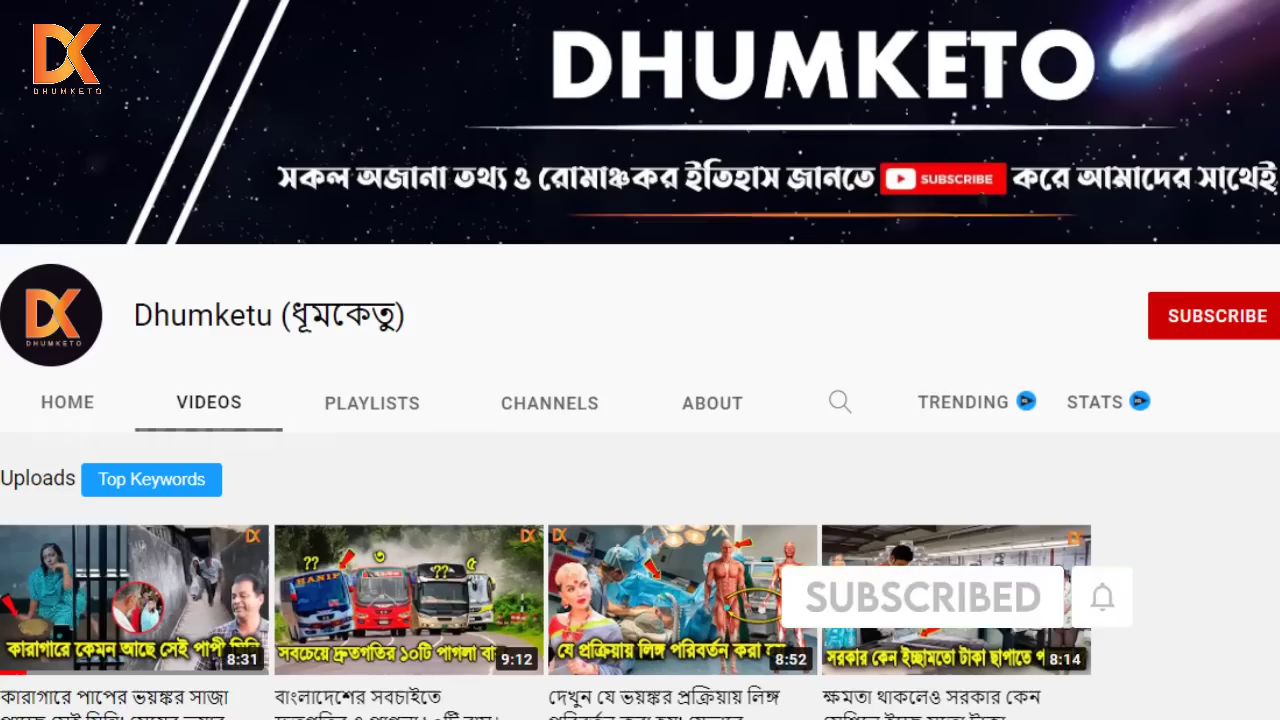 DHUMKETO
DHUMKETO
সকল অজানা তথ্য ও রোমাঞ্চকর ইতিহাস জানতে SUBSCRIBE করে আমাদের সাথেই
Dhumketu (ধূমকেতু)
SUBSCRIBE
DHUMKETO
HOME VIDEOS PLAYLISTS CHANNELS ABOUT TRENDING STATS
Uploads Top Keywords
?? ৩ ?? ৫
HANIF
SUBSCRIBED
কারাগারে কেমন আছে সেই পাপী
8:31
সবচেয়ে দ্রুতগতির ১০টি পাগলা
9:12
যে প্রক্রিয়ায় লিঙ্গ পরিবর্তন করা
8:52
সরকার কেন ইচ্ছামতো টাকা ছাপাতে
8:14
কারাগারে পাপের ভয়ঙ্কর সাজা
বাংলাদেশের সবচাইতে
দেখুন যে ভয়ঙ্কর প্রক্রিয়ায় লিঙ্গ
ক্ষমতা থাকলেও সরকার কেন